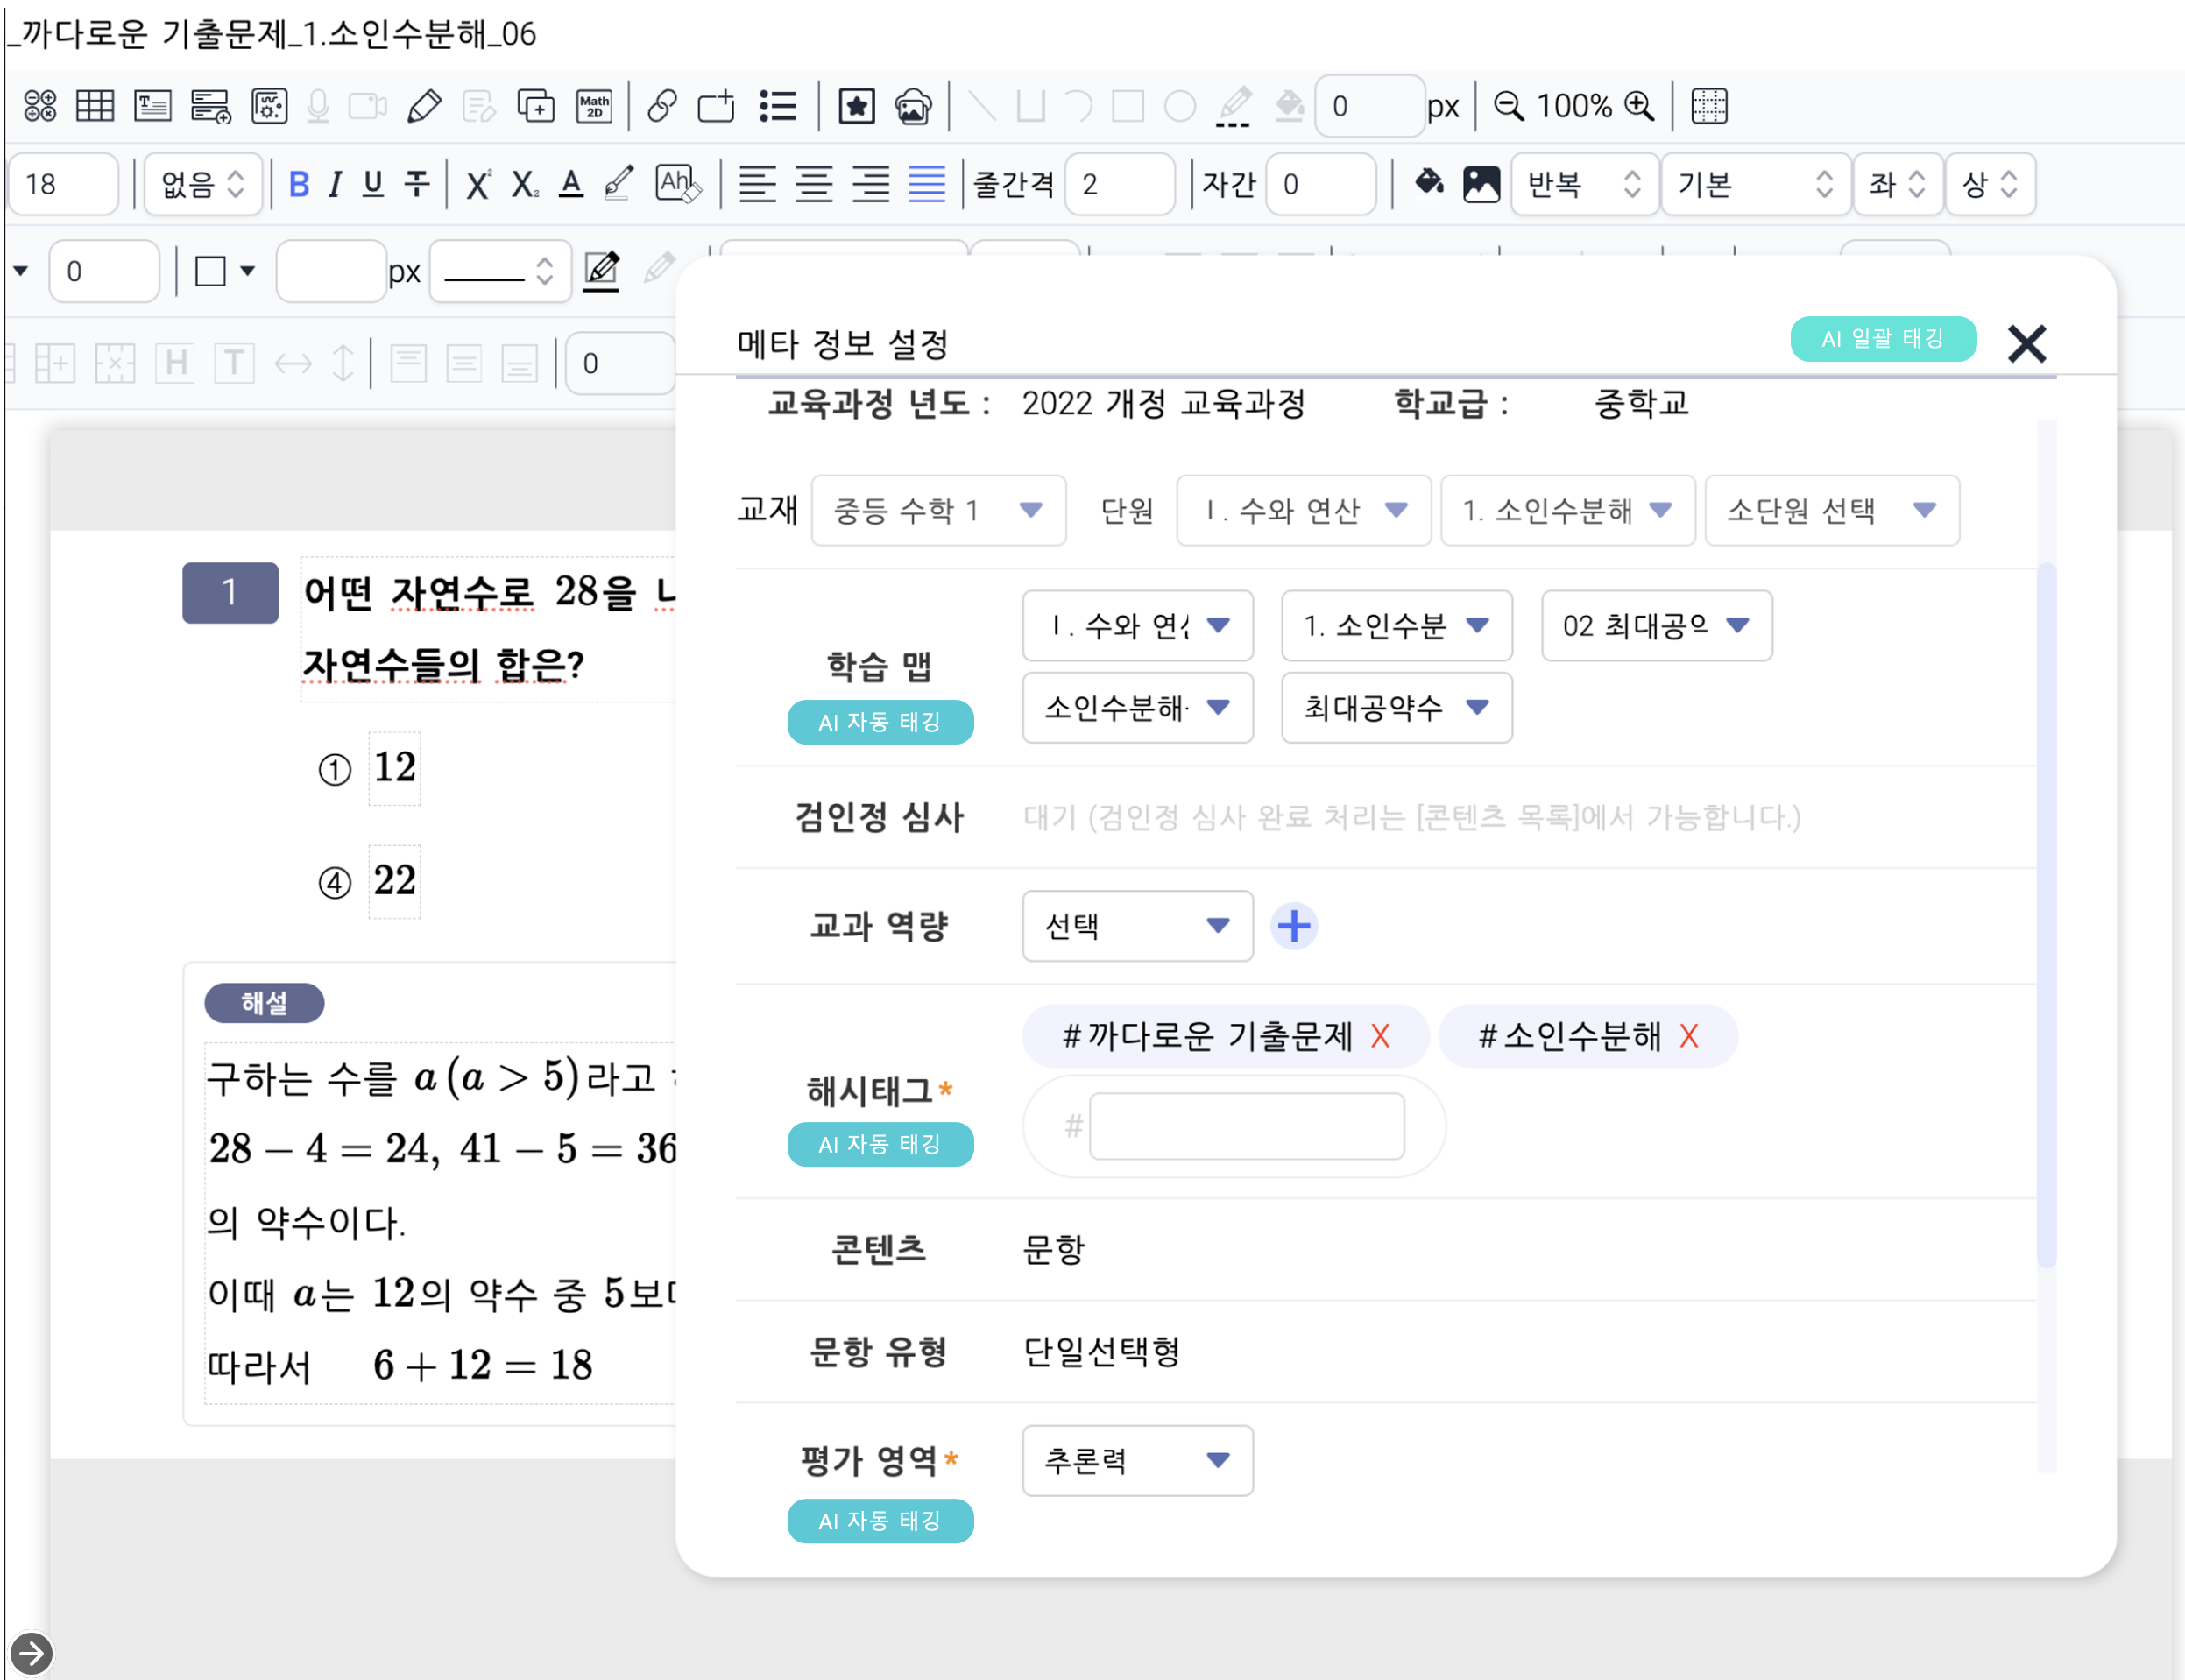 _까다로운 기출문제_1.소인수분해_06
Math 2D
0 px
100%
18 없음 B I U T X² X₂ A Ah 줄간격 2 자간 0 반복 기본 좌 상
0 px
H T 0
메타 정보 설정
AI 일괄 태깅
교육과정 년도 : 2022 개정 교육과정 학교급 : 중학교
교재 중등 수학 1 단원 Ⅰ. 수와 연산 1. 소인수분해 소단원 선택
학습 맵
AI 자동 태깅
Ⅰ. 수와 연 1. 소인수분 02 최대공
소인수분해 최대공약수
검인정 심사 대기 (검인정 심사 완료 처리는 [콘텐츠 목록]에서 가능합니다.)
교과 역량 선택
해시태그*
AI 자동 태깅
#까다로운 기출문제 X #소인수분해 X
#
콘텐츠 문항
문항 유형 단일선택형
평가 영역* 추론력
AI 자동 태깅
1 어떤 자연수로 28을
자연수들의 합은?
① 12
④ 22
해설
구하는 수를 a(a > 5)라고
28 − 4 = 24, 41 − 5 = 36
의 약수이다.
이때 a는 12의 약수 중 5보
따라서 6 + 12 = 18